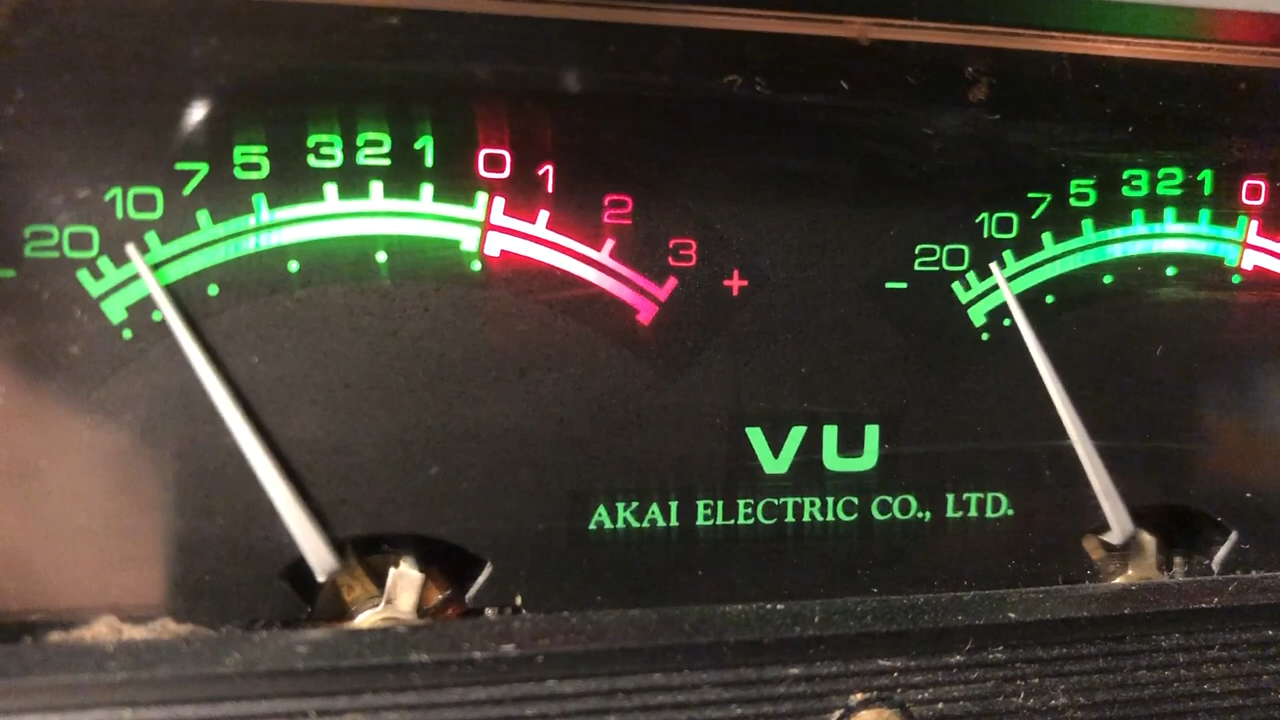 - 20 10 7 5 3 2 1 0 1 2 3 +
- 20 10 7 5 3 2 1 0
VU
AKAI ELECTRIC CO., LTD.